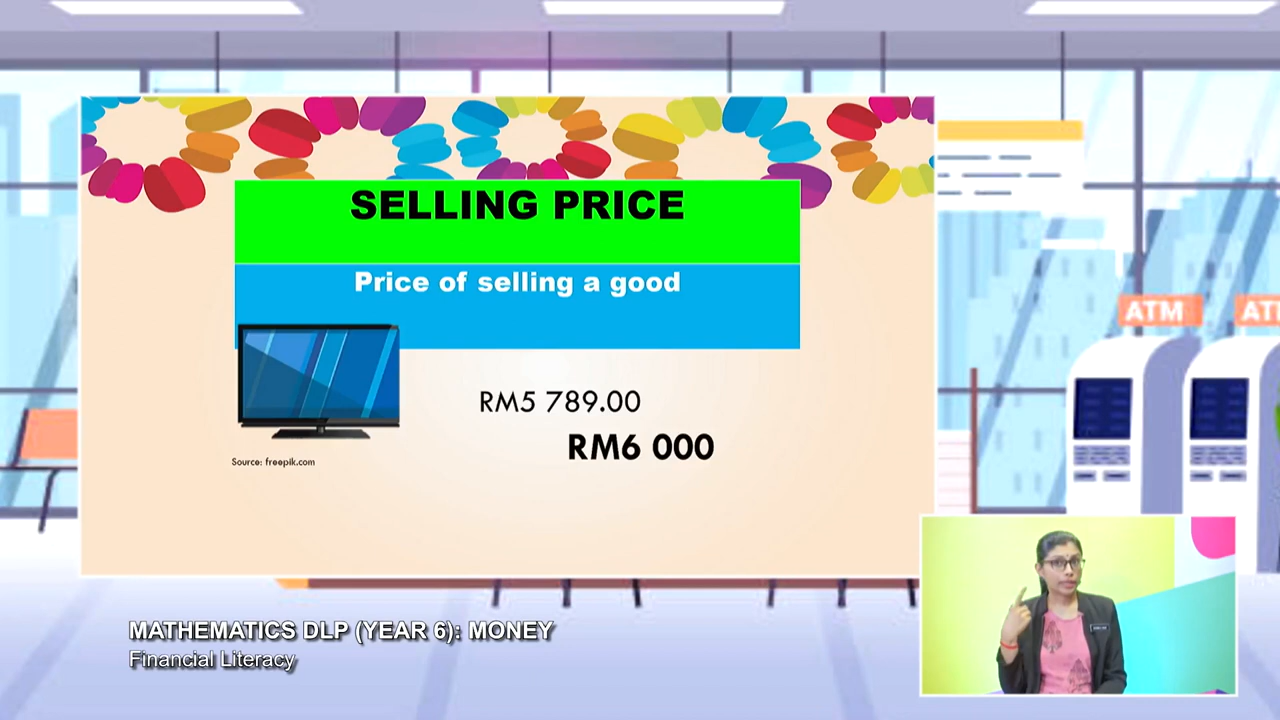 SELLING PRICE
Price of selling a good
RM5 789.00
RM6 000
Source: freepik.com
ATM
MATHEMATICS DLP (YEAR 6): MONEY
Financial Literacy